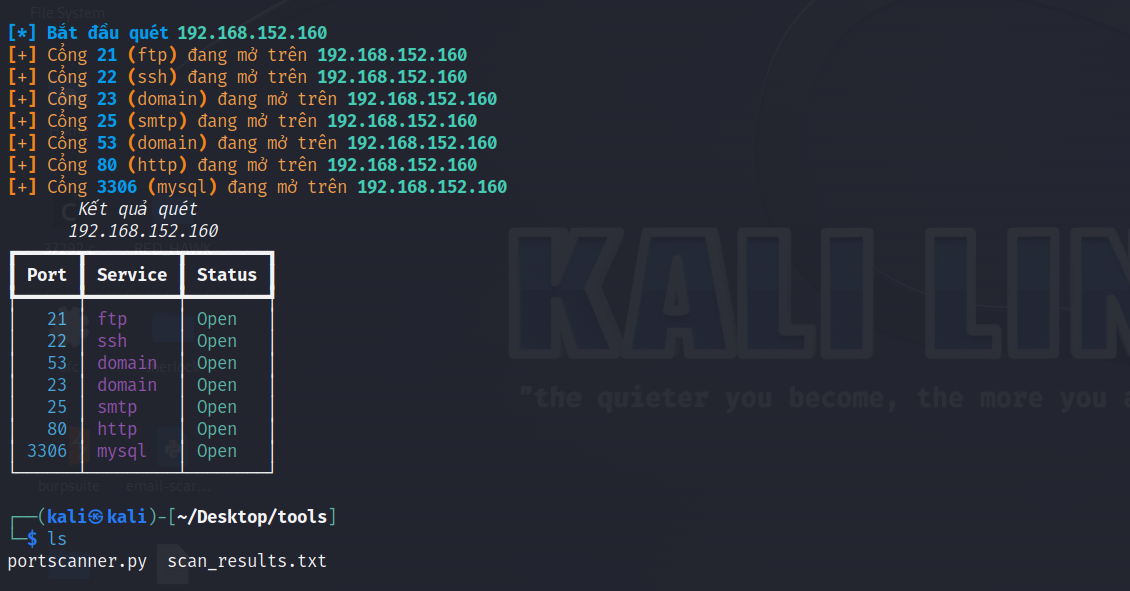 File System
[*] Bắt đầu quét 192.168.152.160
[+] Cổng 21 (ftp) đang mở trên 192.168.152.160
[+] Cổng 22 (ssh) đang mở trên 192.168.152.160
[+] Cổng 23 (domain) đang mở trên 192.168.152.160
[+] Cổng 25 (smtp) đang mở trên 192.168.152.160
[+] Cổng 53 (domain) đang mở trên 192.168.152.160
[+] Cổng 80 (http) đang mở trên 192.168.152.160
[+] Cổng 3306 (mysql) đang mở trên 192.168.152.160
Kết quả quét
192.168.152.160
Port Service Status
21 ftp Open
22 ssh Open
53 domain Open
23 domain Open
25 smtp Open
80 http Open
3306 mysql Open
KALI LIN
"the quieter you become, the more you a
burpsuite email-scar...
┌──(kali㉿kali)-[~/Desktop/tools]
└─$ ls
portscanner.py scan_results.txt